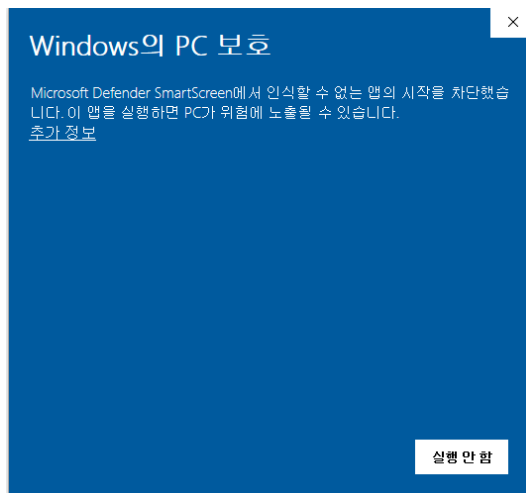 Windows의 PC 보호
Microsoft Defender SmartScreen에서 인식할 수 없는 앱의 시작을 차단했습
니다. 이 앱을 실행하면 PC가 위험에 노출될 수 있습니다.
추가 정보
실행 안 함